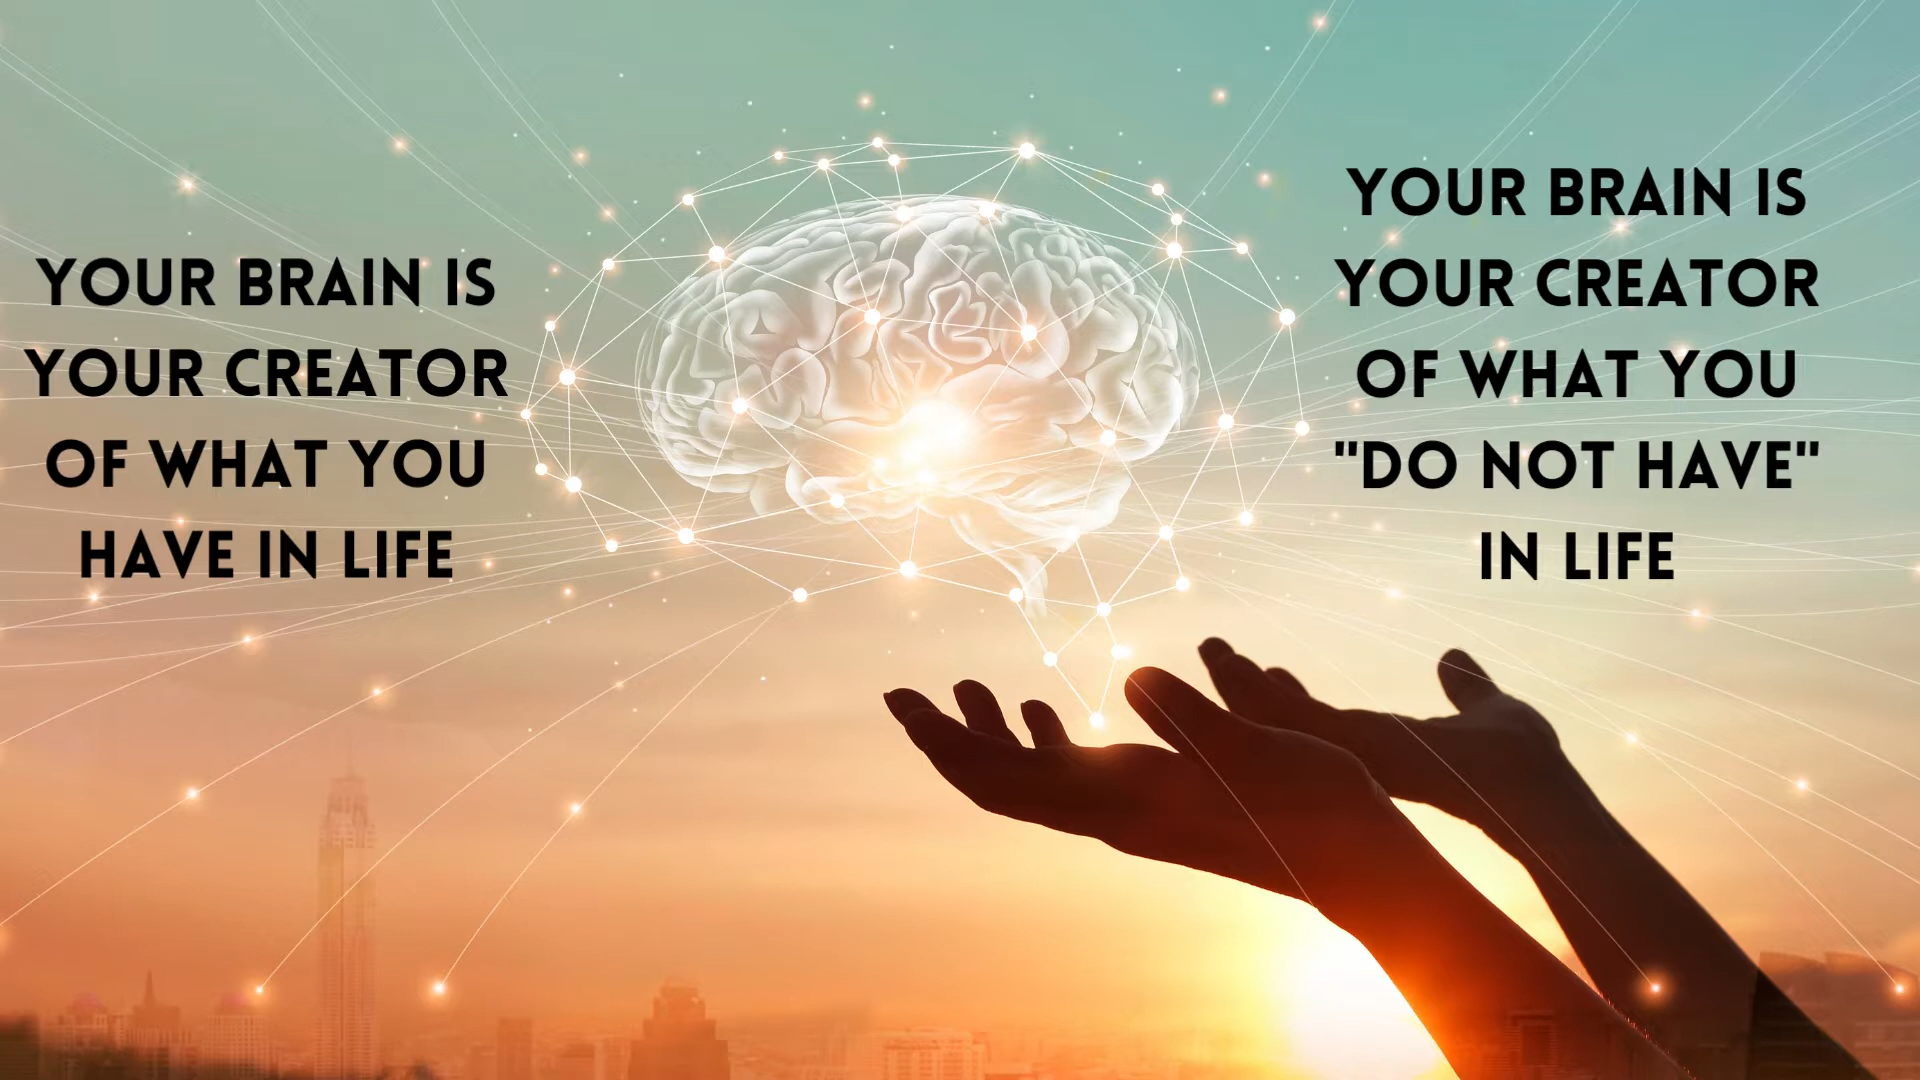 YOUR BRAIN IS
YOUR CREATOR
OF WHAT YOU
HAVE IN LIFE
YOUR BRAIN IS
YOUR CREATOR
OF WHAT YOU
"DO NOT HAVE"
IN LIFE